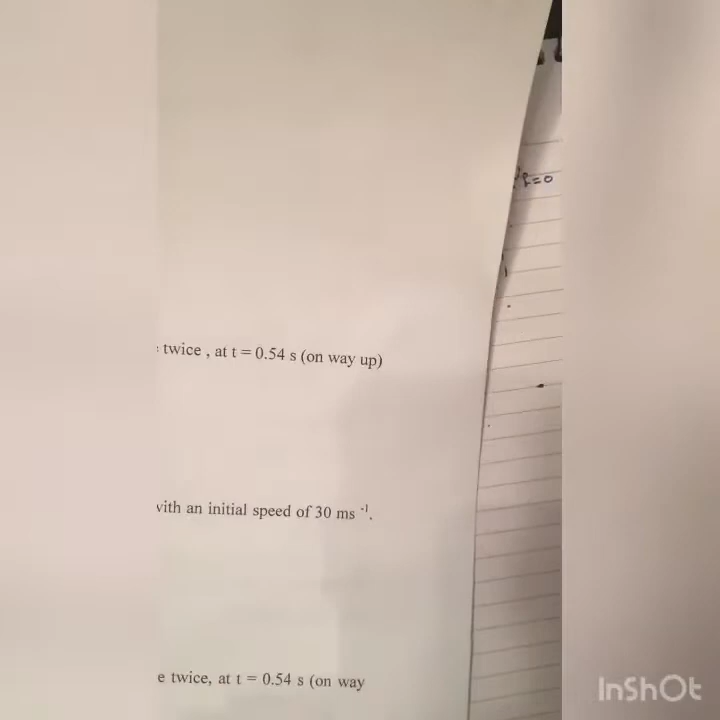 twice , at t = 0.54 s (on way up)
with an initial speed of 30 ms -1.
e twice, at t = 0.54 s (on way
InShOt